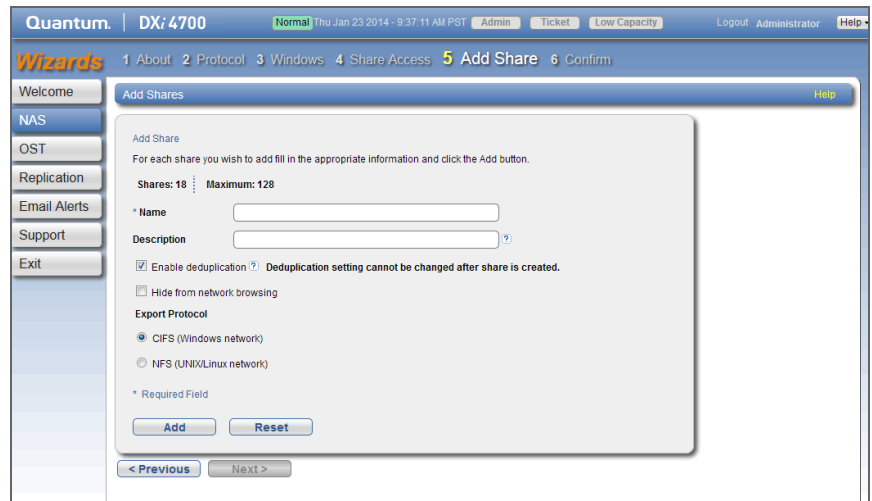 Quantum. DXi 4700 Normal Thu Jan 23 2014 - 9:37:11 AM PST Admin Ticket Low Capacity Logout Administrator Help
Wizards 1 About 2 Protocol 3 Windows 4 Share Access 5 Add Share 6 Confirm
Welcome
NAS
OST
Replication
Email Alerts
Support
Exit
Add Shares Help
Add Share
For each share you wish to add fill in the appropriate information and click the Add button.
Shares: 18 Maximum: 128
* Name
Description ?
Enable deduplication ? Deduplication setting cannot be changed after share is created.
Hide from network browsing
Export Protocol
CIFS (Windows network)
NFS (UNIX/Linux network)
* Required Field
Add Reset
< Previous Next >